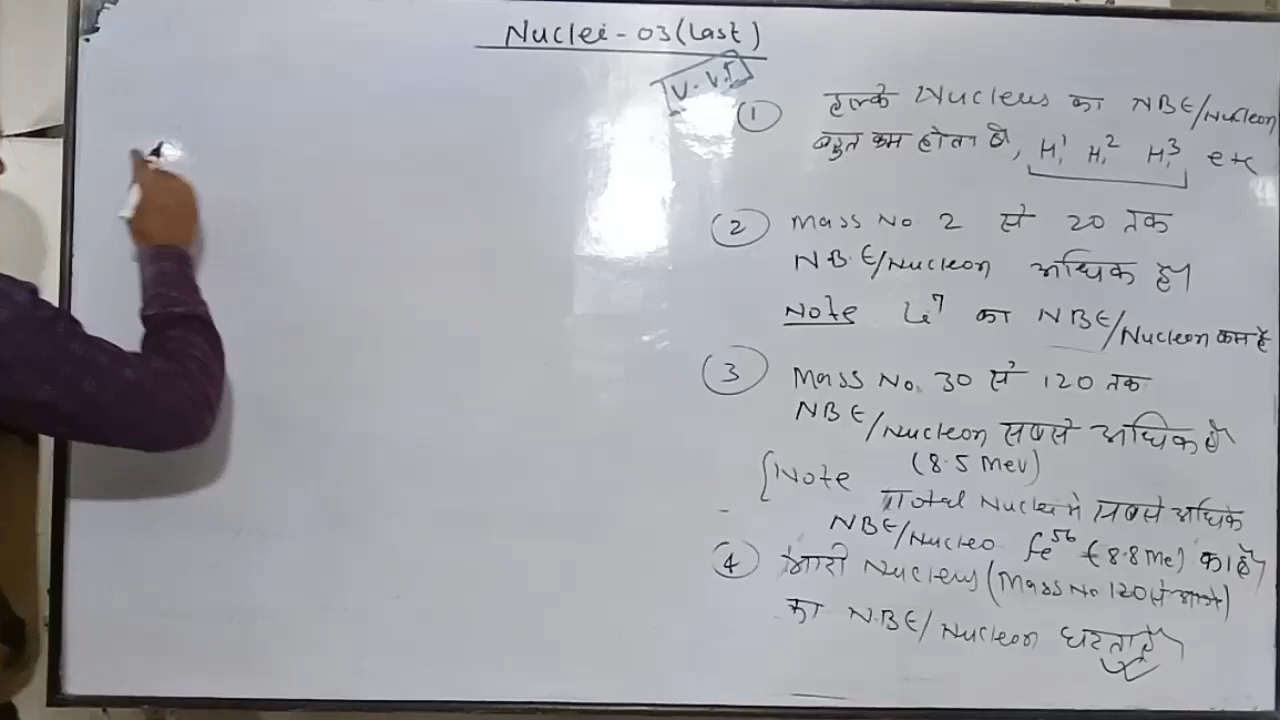 Nuclei - 03 (Last)
V.V.I
① हल्के Nucleus का NBE/Nucleon
बहुत कम होता है, H₁¹ H₁² H₁³ etc
② Mass No 2 से 20 तक
N.B.E/Nucleon अधिक है।
Note Li⁷ का NBE/Nucleon कम है
③ Mass No. 30 से 120 तक
NBE/Nucleon सबसे अधिक है
(8.5 Mev)
{Note Total Nuclei मे सबसे अधिक
NBE/Nucleo fe⁵⁶ (8.8 Me) का है
④ भारी Nucleus (Mass No 120 से आगे)
का N.B.E/Nucleon घटता है